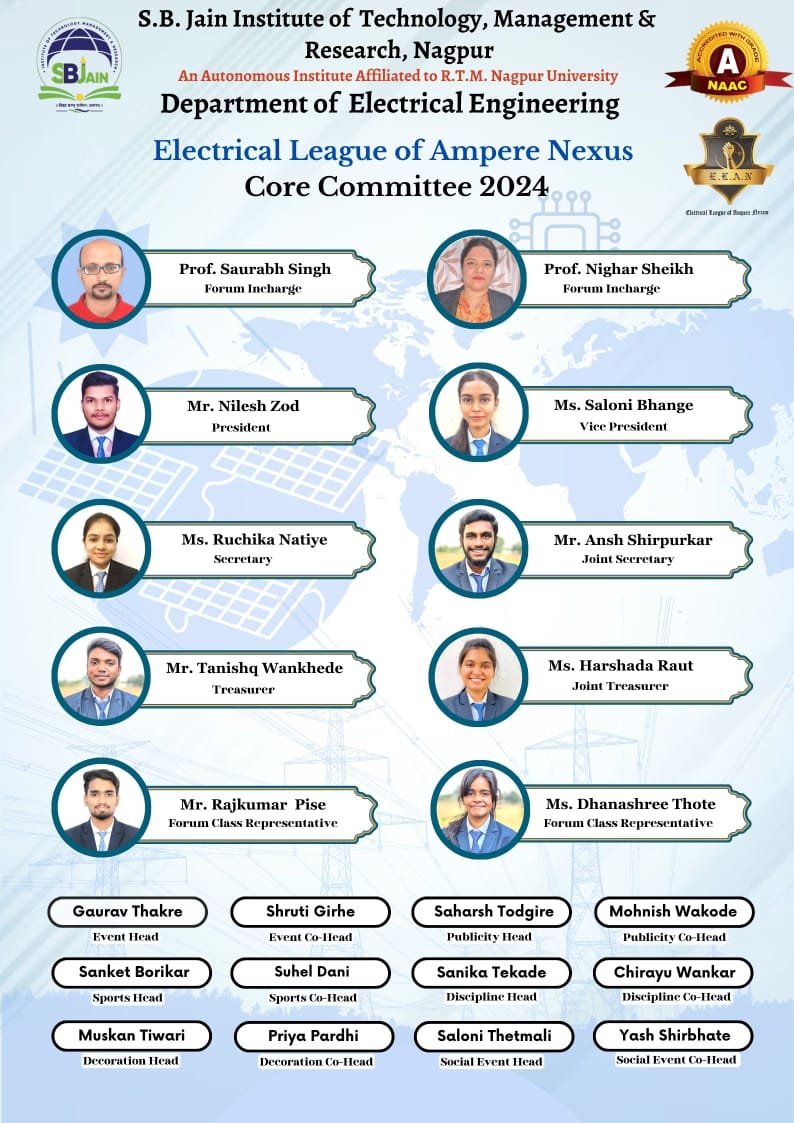 S.B. Jain Institute of Technology, Management &
Research, Nagpur
An Autonomous Institute Affiliated to R.T.M. Nagpur University
Department of Electrical Engineering
Electrical League of Ampere Nexus
Core Committee 2024
INSTITUTE OF TECHNOLOGY, MANAGEMENT & RESEARCH
SBJAIN
ACCREDITED WITH GRADE
A
NAAC
E.L.A.N
Electrical League of Ampere Nexus
Prof. Saurabh Singh
Forum Incharge
Prof. Nighar Sheikh
Forum Incharge
Mr. Nilesh Zod
President
Ms. Saloni Bhange
Vice President
Ms. Ruchika Natiye
Secretary
Mr. Ansh Shirpurkar
Joint Secretary
Mr. Tanishq Wankhede
Treasurer
Ms. Harshada Raut
Joint Treasurer
Mr. Rajkumar Pise
Forum Class Representative
Ms. Dhanashree Thote
Forum Class Representative
Gaurav Thakre
Event Head
Shruti Girhe
Event Co-Head
Saharsh Todgire
Publicity Head
Mohnish Wakode
Publicity Co-Head
Sanket Borikar
Sports Head
Suhel Dani
Sports Co-Head
Sanika Tekade
Discipline Head
Chirayu Wankar
Discipline Co-Head
Muskan Tiwari
Decoration Head
Priya Pardhi
Decoration Co-Head
Saloni Thetmali
Social Event Head
Yash Shirbhate
Social Event Co-Head